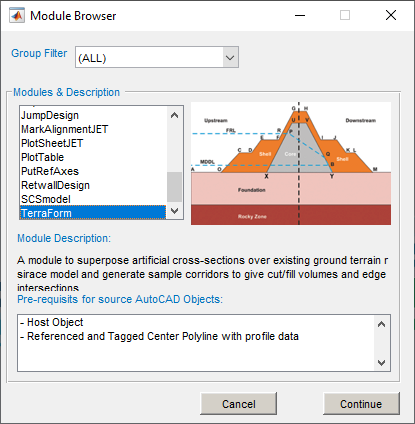 Module Browser
Group Filter
(ALL)
Modules & Description
JumpDesign
MarkAlignmentJET
PlotSheetJET
PlotTable
PutRefAxes
RetwallDesign
SCSmodel
TerraForm
G H
Upstream U V Downstream
FRL R P
E F I J
C D K L
Shell Core Shell
MDDL Q B
A O M
X Y
Foundation
Rocky Zone
Module Description:
A module to superpose artificial cross-sections over existing ground terrain r
sirace model and generate sample corridors to give cut/fill volumes and edge
intersections
Pre-requisits for source AutoCAD Objects:
- Host Object
- Referenced and Tagged Center Polyline with profile data
Cancel Continue